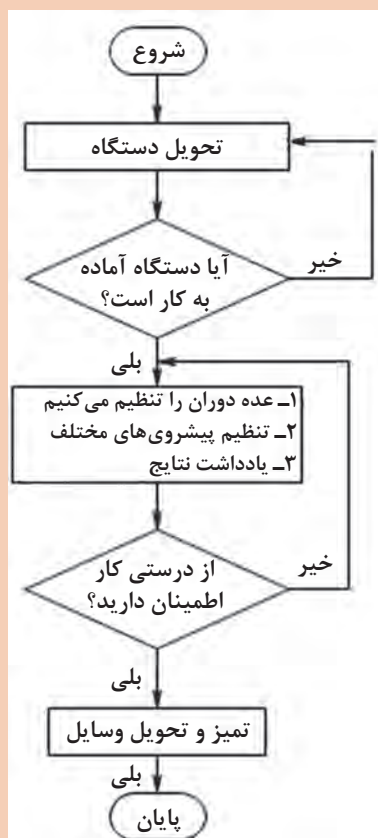 شروع
تحویل دستگاه
آیا دستگاه آماده
به کار است؟
خیر
بلی
۱ـ عده دوران را تنظیم می‌کنیم
۲ـ تنظیم پیشروی‌های مختلف
۳ـ یادداشت نتایج
از درستی کار
اطمینان دارید؟
خیر
بلی
تمیز و تحویل وسایل
بلی
پایان